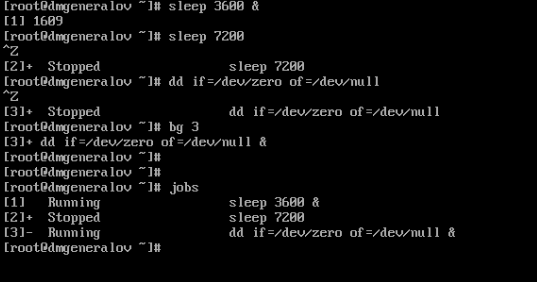 [root@dmgeneralov ~]# sleep 3600 &
[1] 1609
[root@dmgeneralov ~]# sleep 7200
^Z
[2]+  Stopped                 sleep 7200
[root@dmgeneralov ~]# dd if=/dev/zero of=/dev/null
^Z
[3]+  Stopped                 dd if=/dev/zero of=/dev/null
[root@dmgeneralov ~]# bg 3
[3]+ dd if=/dev/zero of=/dev/null &
[root@dmgeneralov ~]#
[root@dmgeneralov ~]#
[root@dmgeneralov ~]# jobs
[1]   Running                 sleep 3600 &
[2]+  Stopped                 sleep 7200
[3]-  Running                 dd if=/dev/zero of=/dev/null &
[root@dmgeneralov ~]#